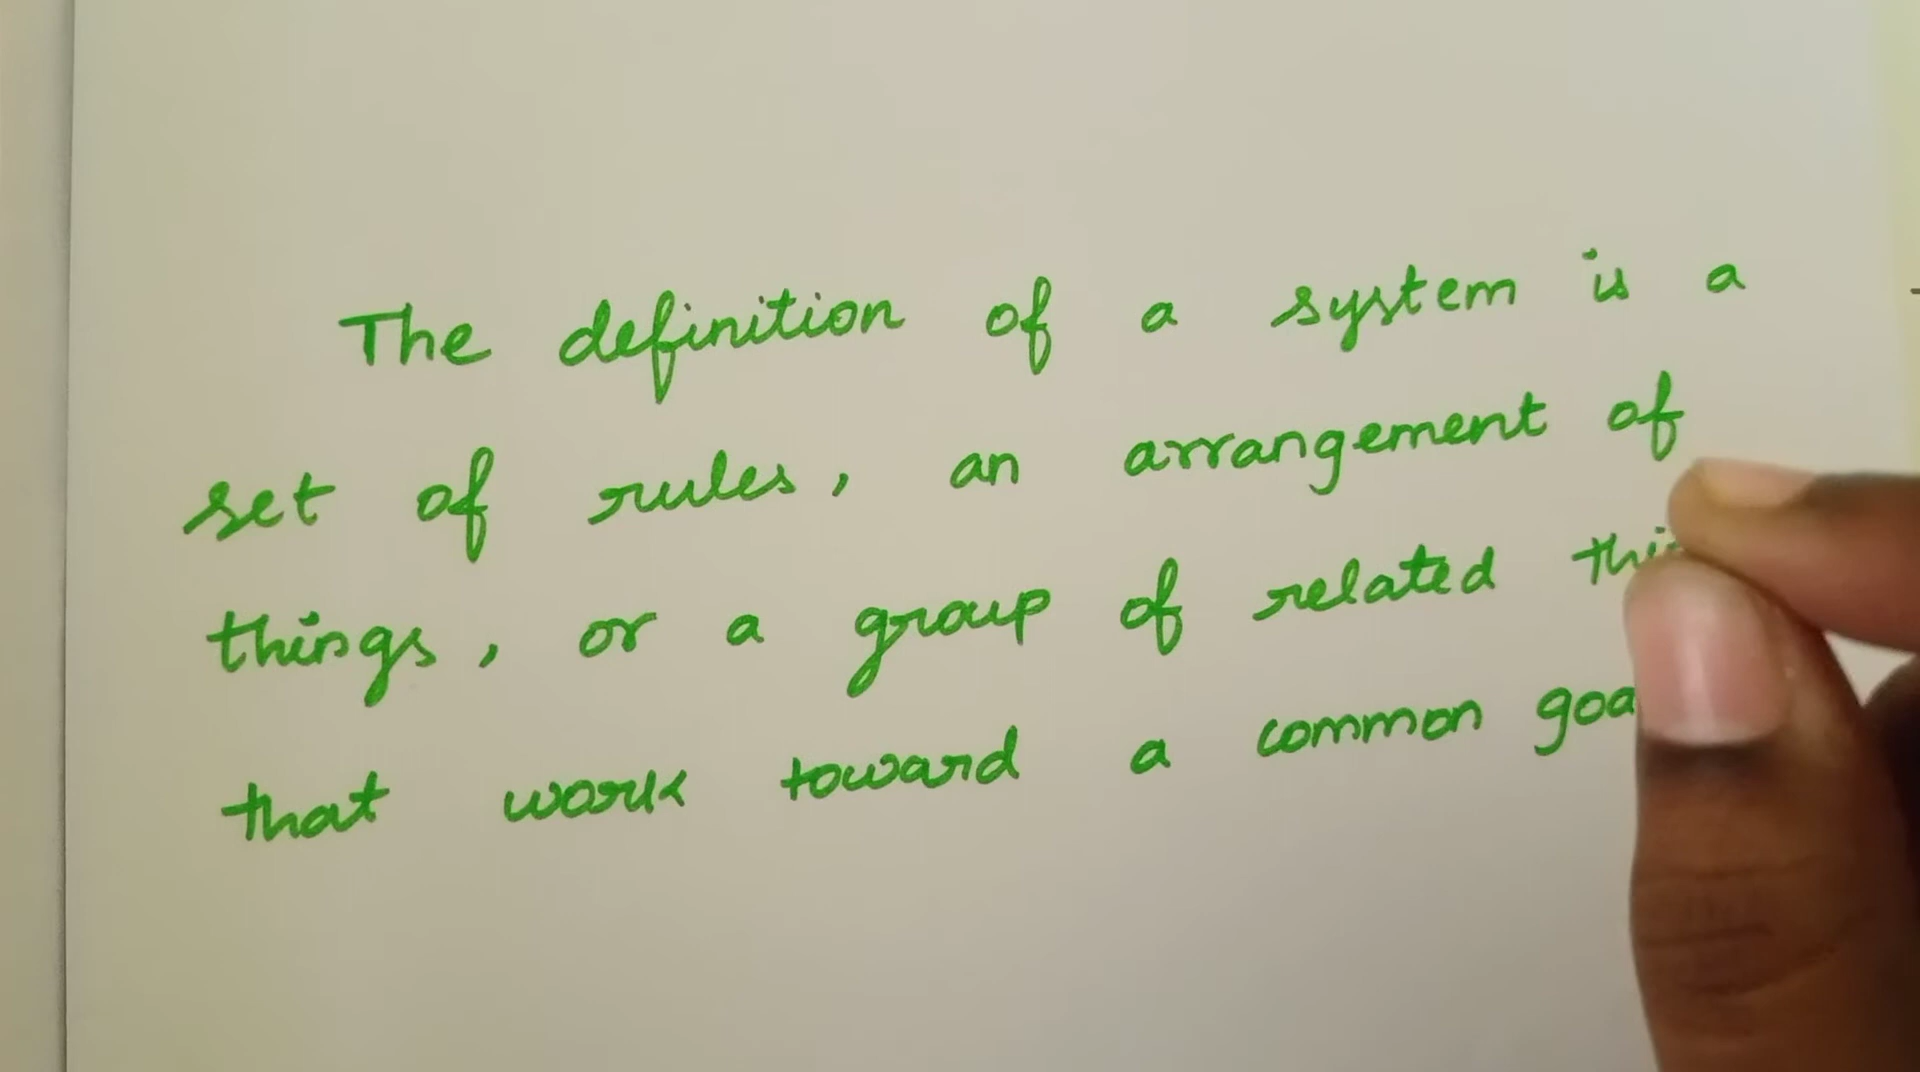 The definition of a system is a
set of rules, an arrangement of
things, or a group of related
that work toward a common